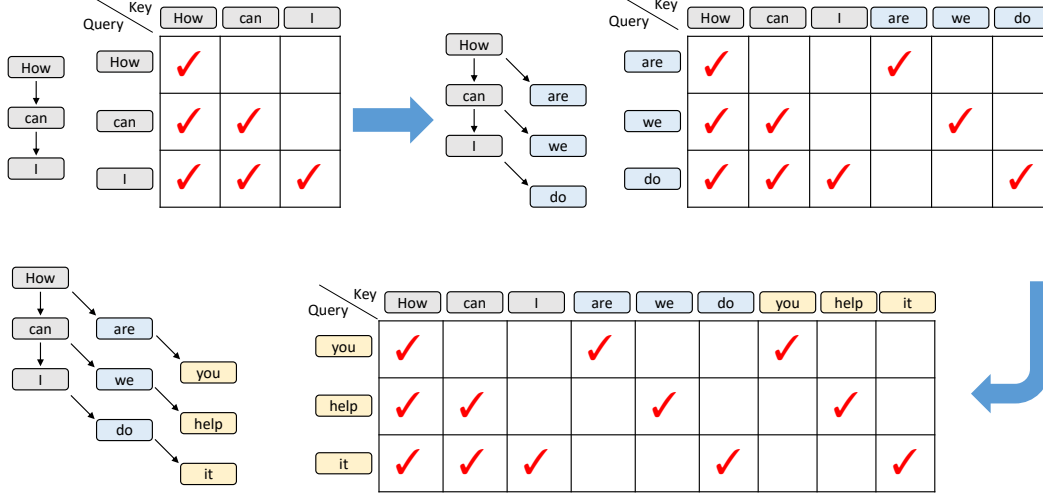 Key
Query
How can I
How
can
I
How
can
I
How
can
I
are
we
do
Key
Query
How can I are we do
are
we
do
How
can
I
are
we
do
you
help
it
Key
Query
How can I are we do you help it
you
help
it